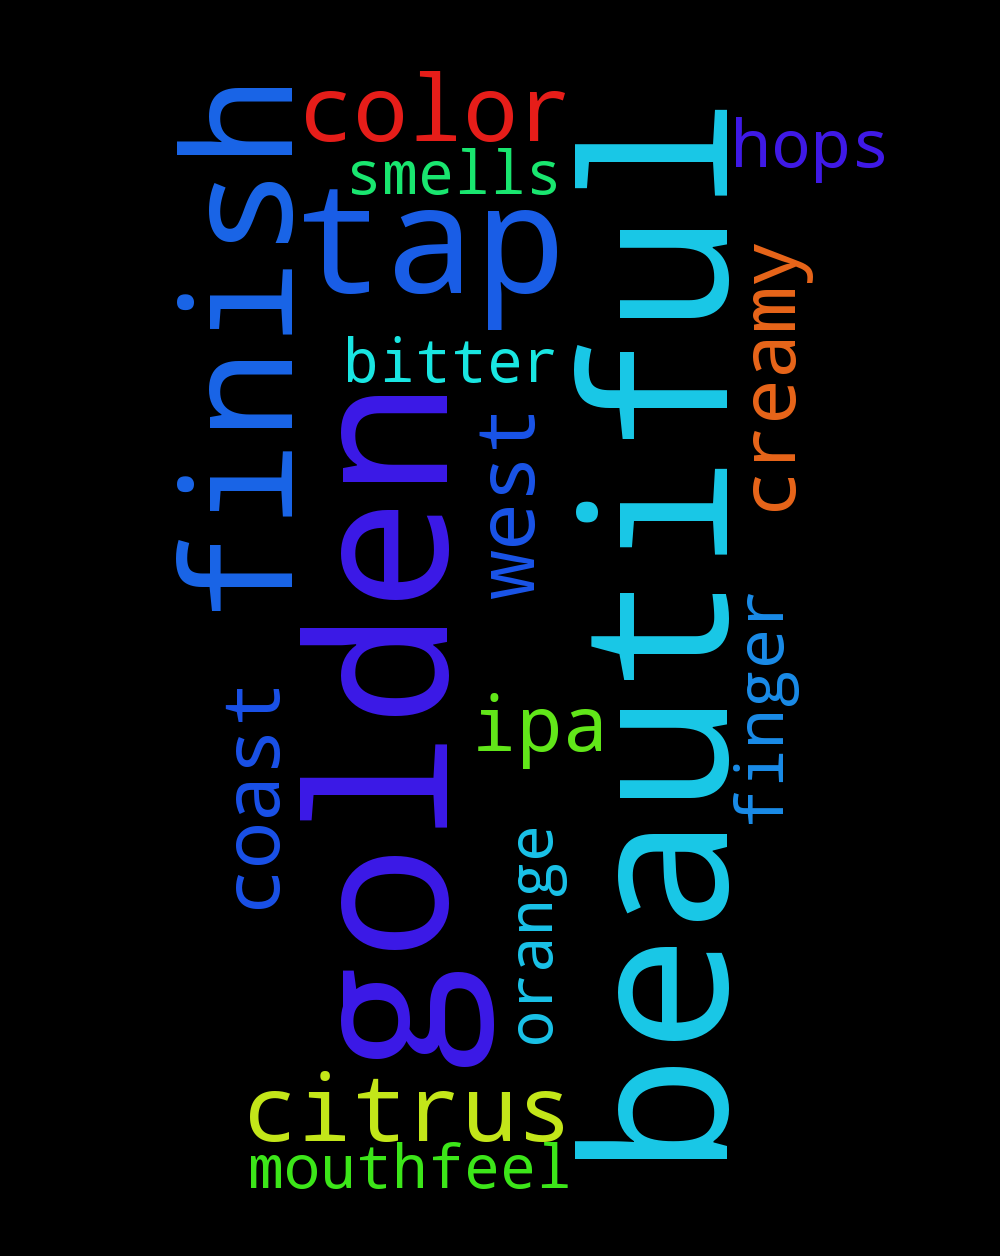 color
hops
smells
finish
tap
beautiful
creamy
bitter
golden
west
finger
coast
ipa
orange
citrus
mouthfeel